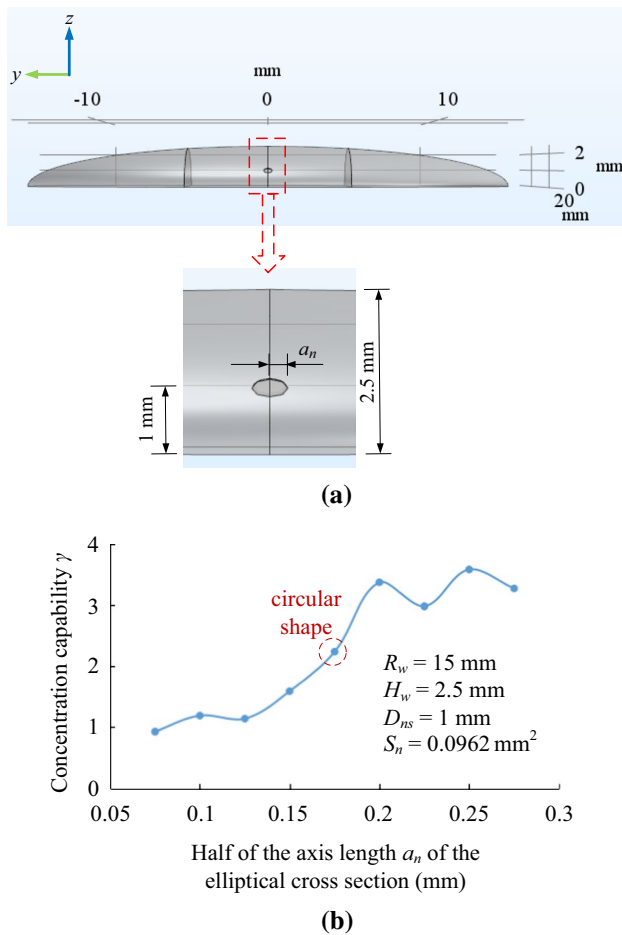 z
y
mm
-10 0 10
2
mm
0
20
mm
aₙ
2.5 mm
1 mm
(a)
Concentration capability γ
4
3
2
1
0
circular
shape
R_w = 15 mm
H_w = 2.5 mm
D_ns = 1 mm
S_n = 0.0962 mm²
0.05 0.1 0.15 0.2 0.25 0.3
Half of the axis length aₙ of the
elliptical cross section (mm)
(b)